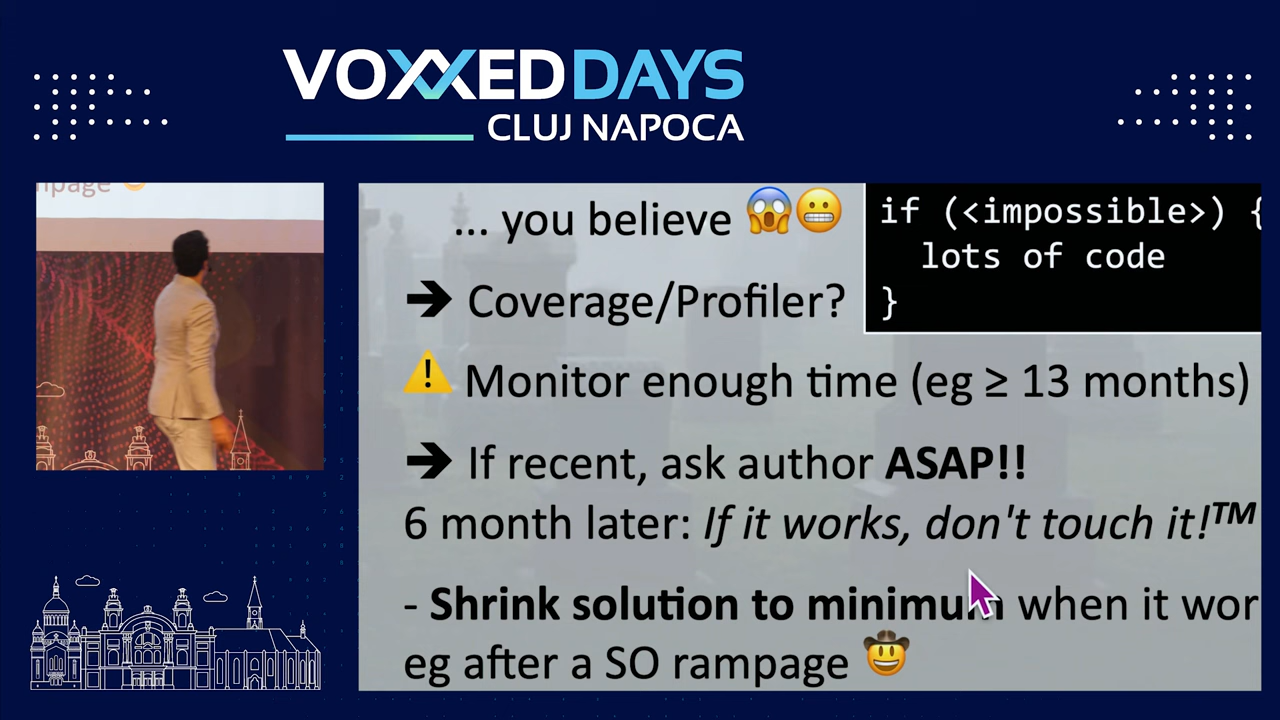 VOXXEDDAYS
CLUJ NAPOCA
mpage 😄
... you believe 😱😬
if (<impossible>) {
lots of code
}
➔ Coverage/Profiler?
⚠ Monitor enough time (eg ≥ 13 months)
➔ If recent, ask author ASAP!!
6 month later: If it works, don't touch it!™
- Shrink solution to minimum when it wor
eg after a SO rampage 🤠